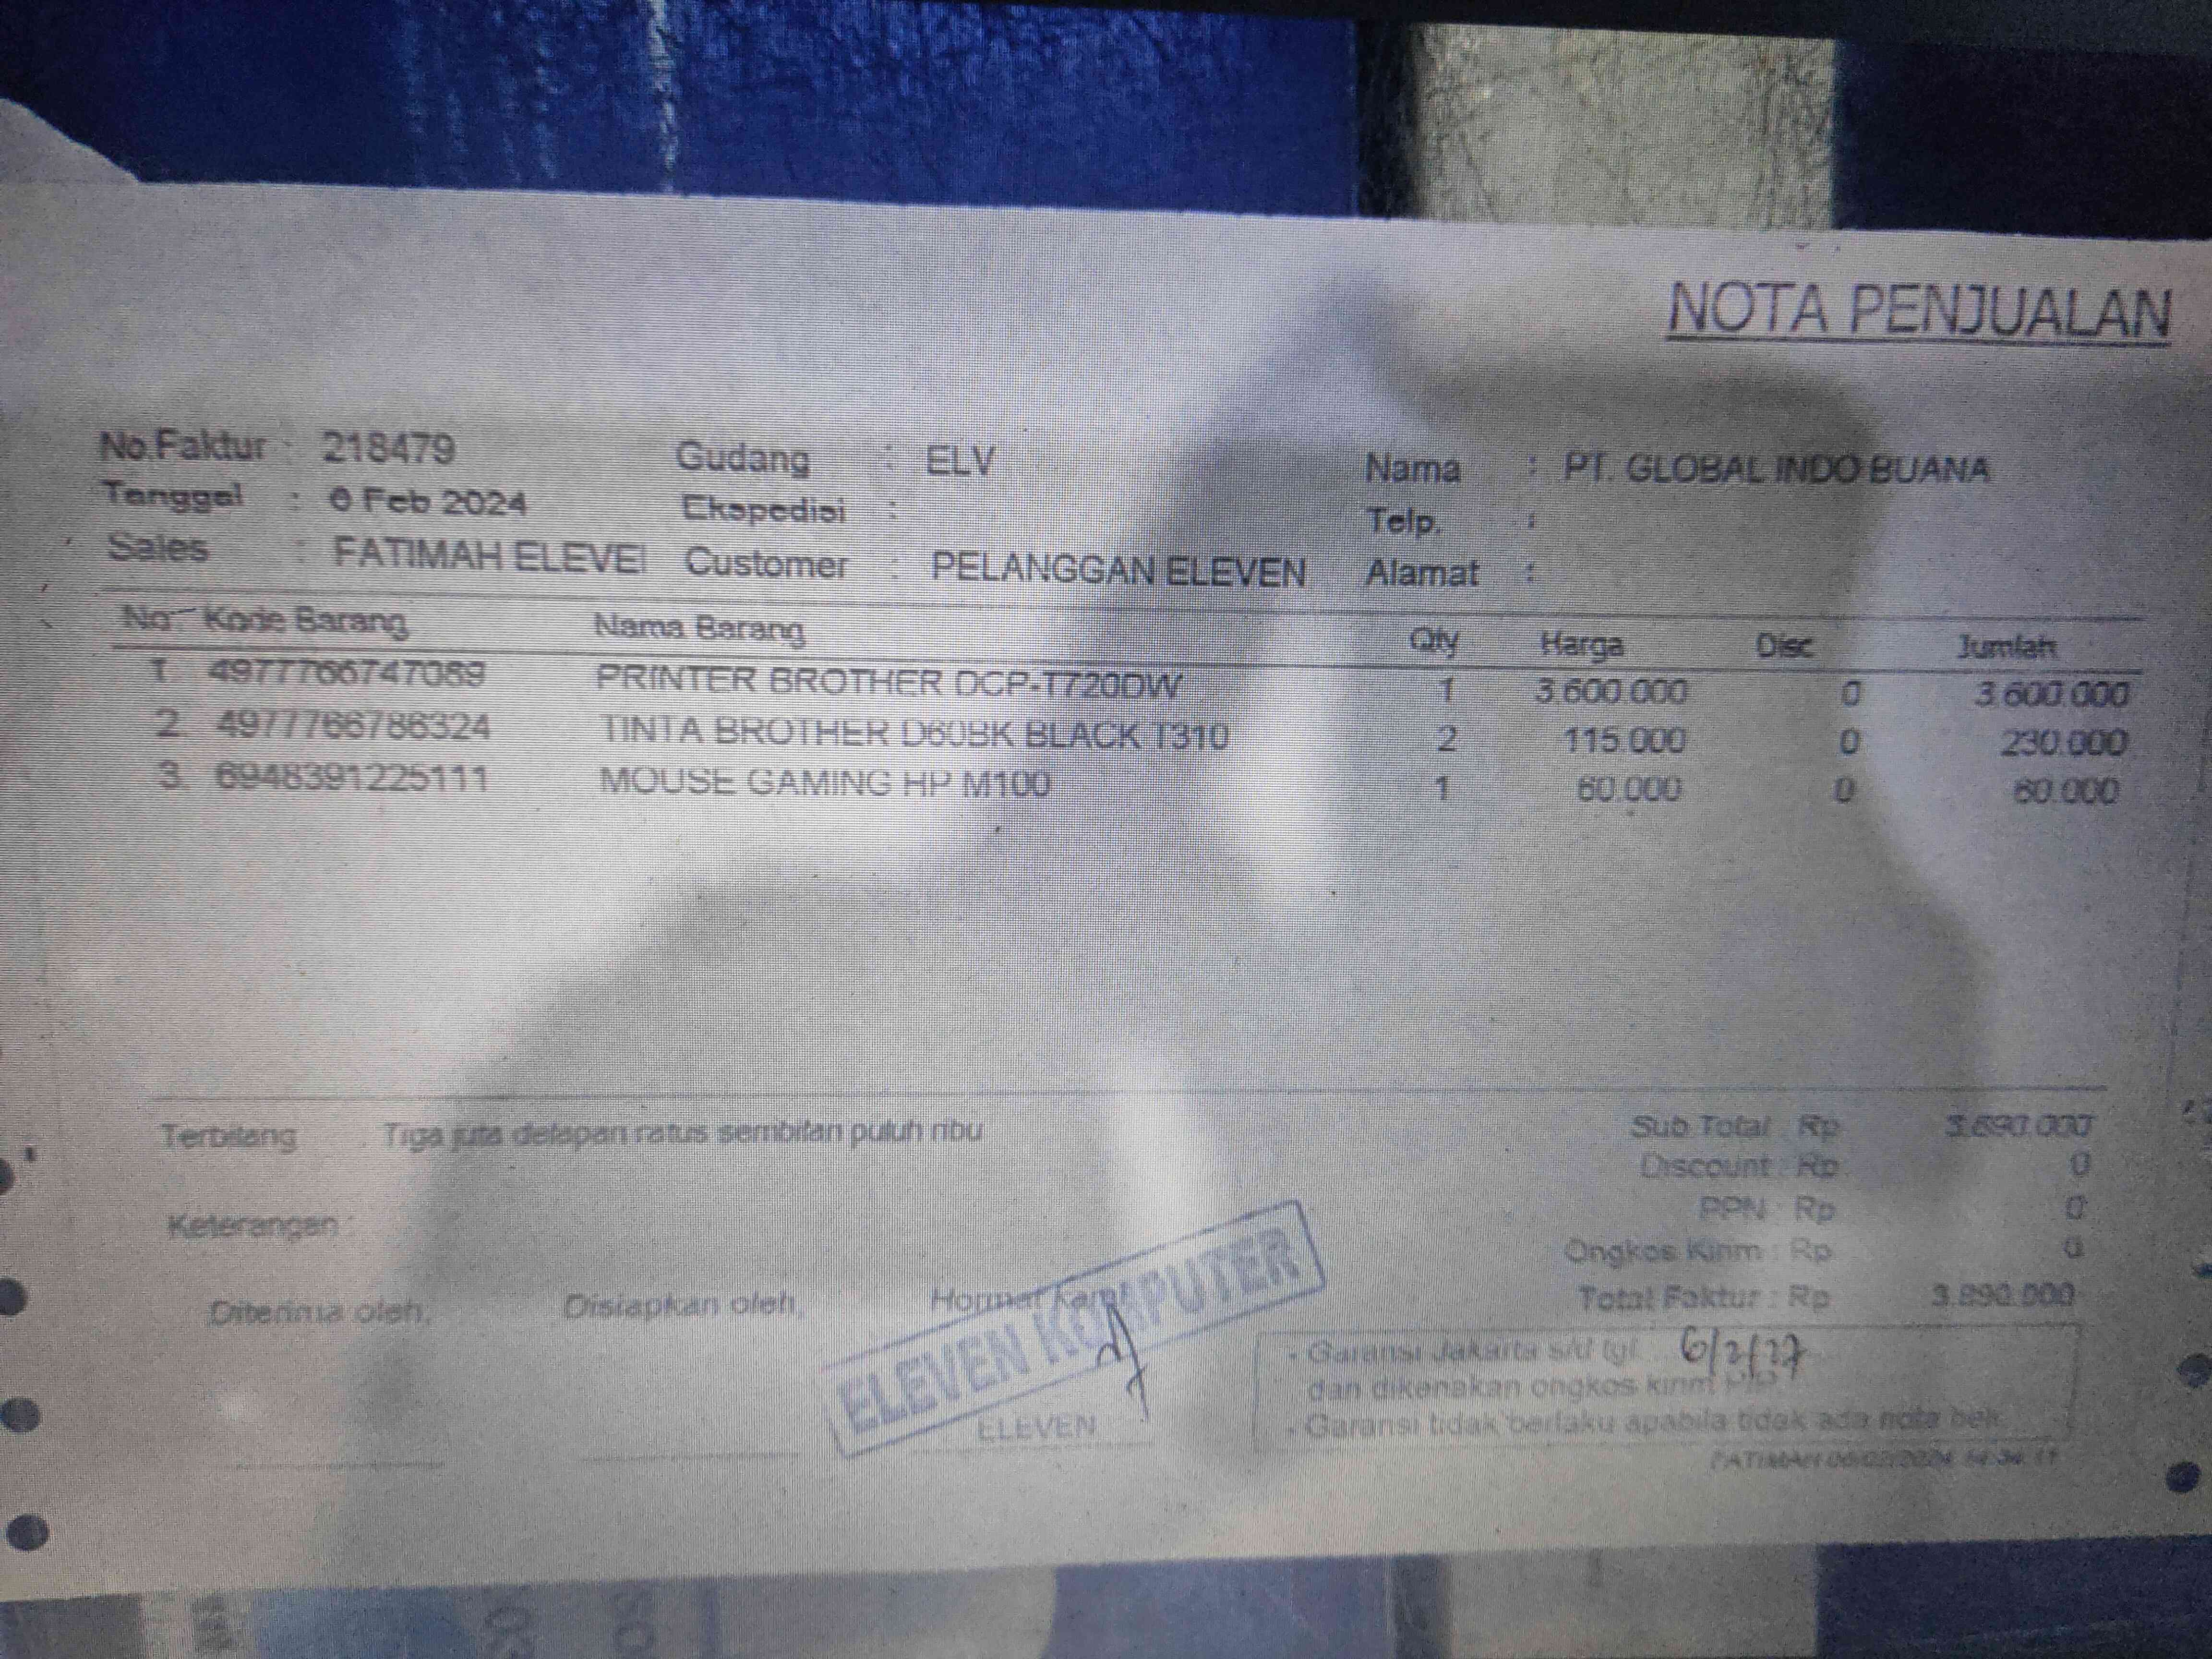 NOTA PENJUALAN
No.Faktur : 218479 Gudang : ELV Nama : PT. GLOBAL INDO BUANA
Tanggal : 6 Feb 2024 Ekspedisi : Telp. :
Sales : FATIMAH ELEVEI Customer : PELANGGAN ELEVEN Alamat :
No. Kode Barang Nama Barang Qty Harga Disc Jumlah
1 4977766747089 PRINTER BROTHER DCP-T720DW 1 3.600.000 0 3.600.000
2. 4977766786324 TINTA BROTHER D60BK BLACK T310 2 115.000 0 230.000
3. 6948391225111 MOUSE GAMING HP M100 1 60.000 0 60.000
Terbilang : Tiga juta delapan ratus sembilan puluh ribu Sub Total : Rp 3.890.000
Discount : Rp 0
PPN : Rp 0
Keterangan :
Ongkos Kirim : Rp 0
Diterima oleh, Disiapkan oleh, Hormat Kami Total Faktur : Rp 3.890.000
ELEVEN KOMPUTER
- Garansi Jakarta s/d tgl. 6/2/27
dan dikenakan ongkos kirim PP.
ELEVEN
- Garansi tidak berlaku apabila tidak ada nota beli.
FATIMAH 06/02/2024